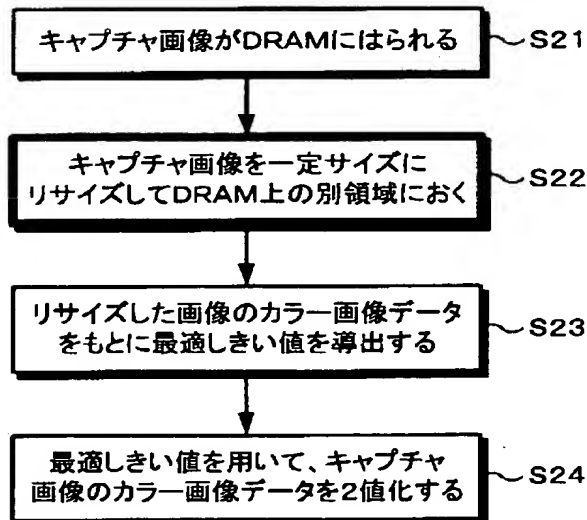 キャプチャ画像がDRAMにはられる
S21
キャプチャ画像を一定サイズに
リサイズしてDRAM上の別領域におく
S22
リサイズした画像のカラー画像データ
をもとに最適しきい値を導出する
S23
最適しきい値を用いて、キャプチャ
画像のカラー画像データを2値化する
S24